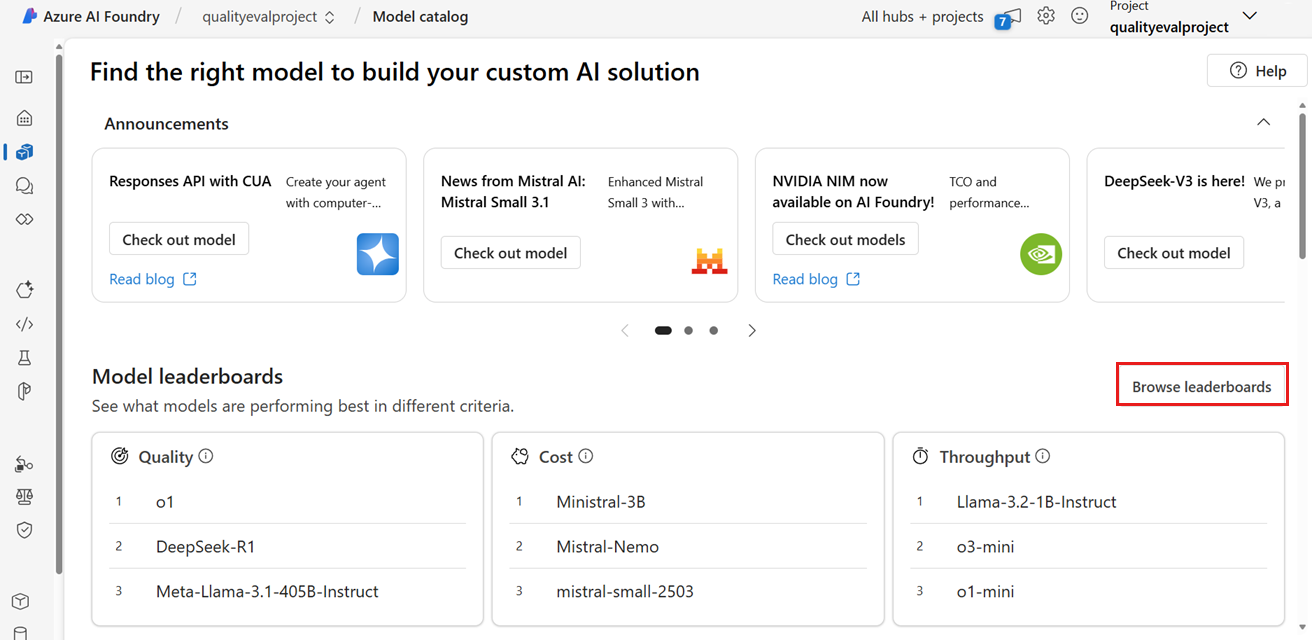 Azure AI Foundry / qualityevalproject / Model catalog
All hubs + projects
7
Project
qualityevalproject
Find the right model to build your custom AI solution
Help
Announcements
Responses API with CUA
Create your agent
with computer-...
Check out model
Read blog
News from Mistral AI:
Mistral Small 3.1
Enhanced Mistral
Small 3 with...
Check out model
NVIDIA NIM now
available on AI Foundry!
TCO and
performance...
Check out models
Read blog
DeepSeek-V3 is here!
We
V3, a
Check out model
Model leaderboards
See what models are performing best in different criteria.
Browse leaderboards
Quality
1 o1
2 DeepSeek-R1
3 Meta-Llama-3.1-405B-Instruct
Cost
1 Ministral-3B
2 Mistral-Nemo
3 mistral-small-2503
Throughput
1 Llama-3.2-1B-Instruct
2 o3-mini
3 o1-mini